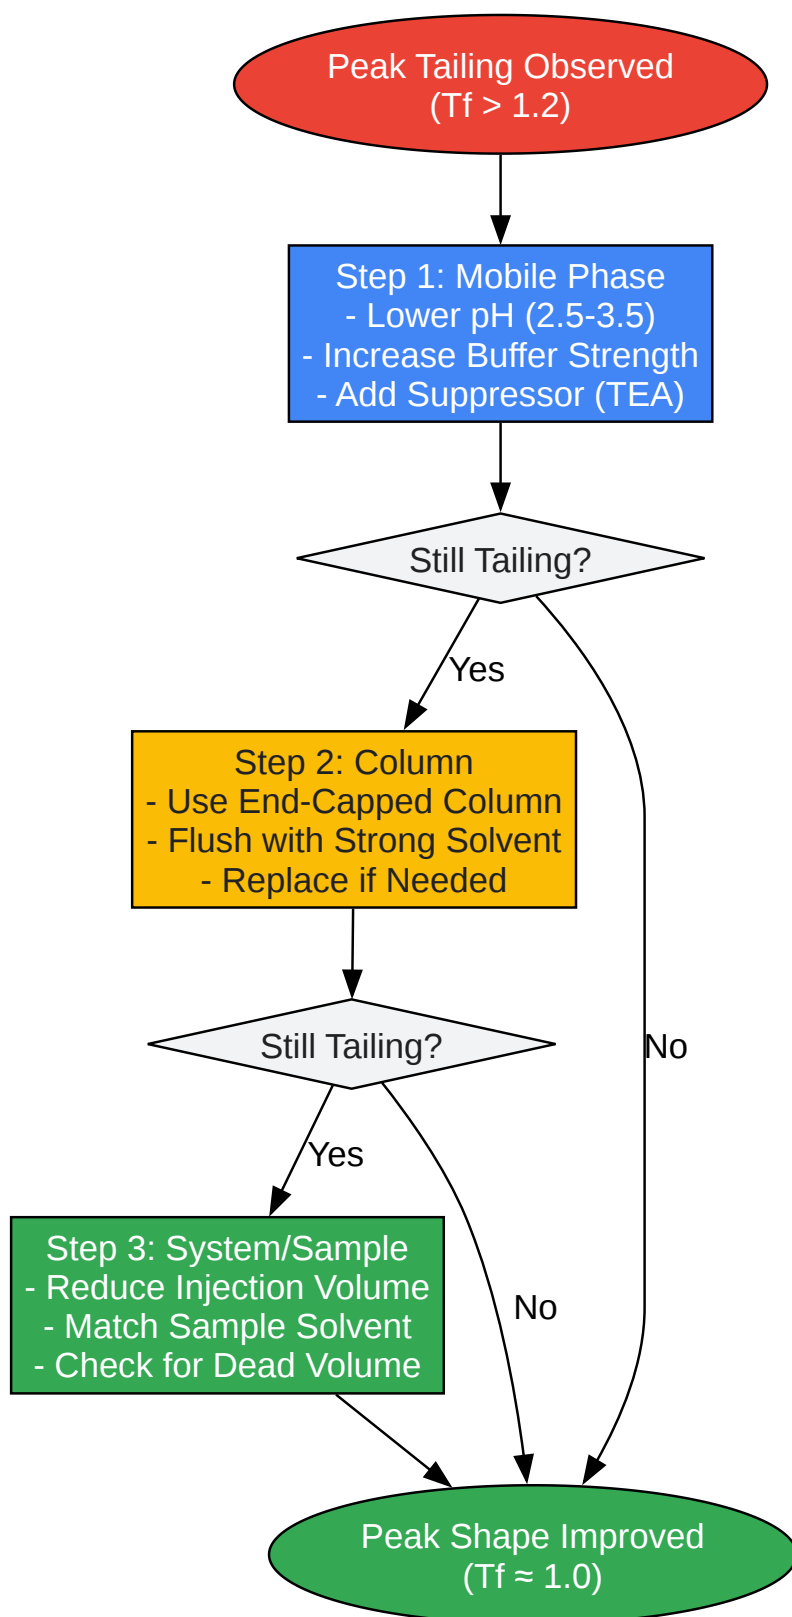 Peak Tailing Observed
(Tf > 1.2)
Step 1: Mobile Phase
- Lower pH (2.5-3.5)
- Increase Buffer Strength
- Add Suppressor (TEA)
Still Tailing?
Yes
Step 2: Column
- Use End-Capped Column
- Flush with Strong Solvent
- Replace if Needed
Still Tailing?
No
Yes
Step 3: System/Sample
- Reduce Injection Volume
- Match Sample Solvent
- Check for Dead Volume
No
Peak Shape Improved
(Tf ≈ 1.0)